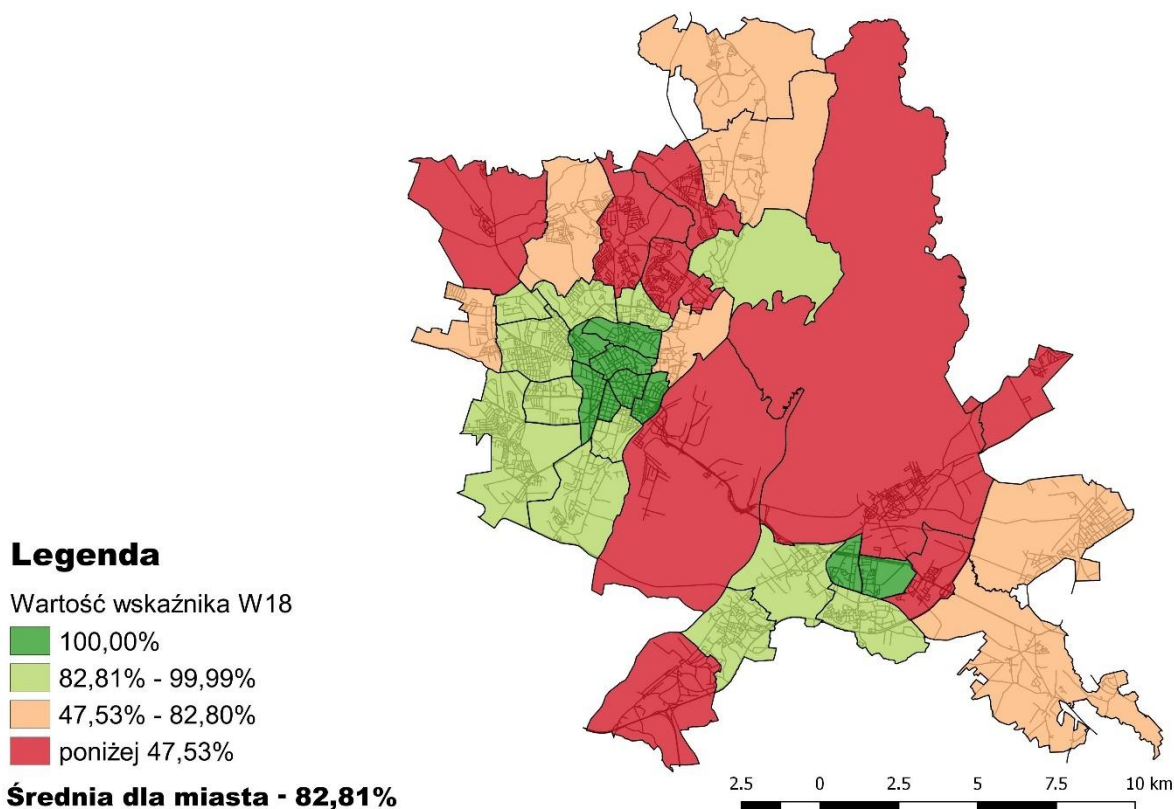 Legenda
Wartość wskaźnika W18
100,00%
82,81% - 99,99%
47,53% - 82,80%
poniżej 47,53%
Średnia dla miasta - 82,81%
2.5 0 2.5 5 7.5 10 km